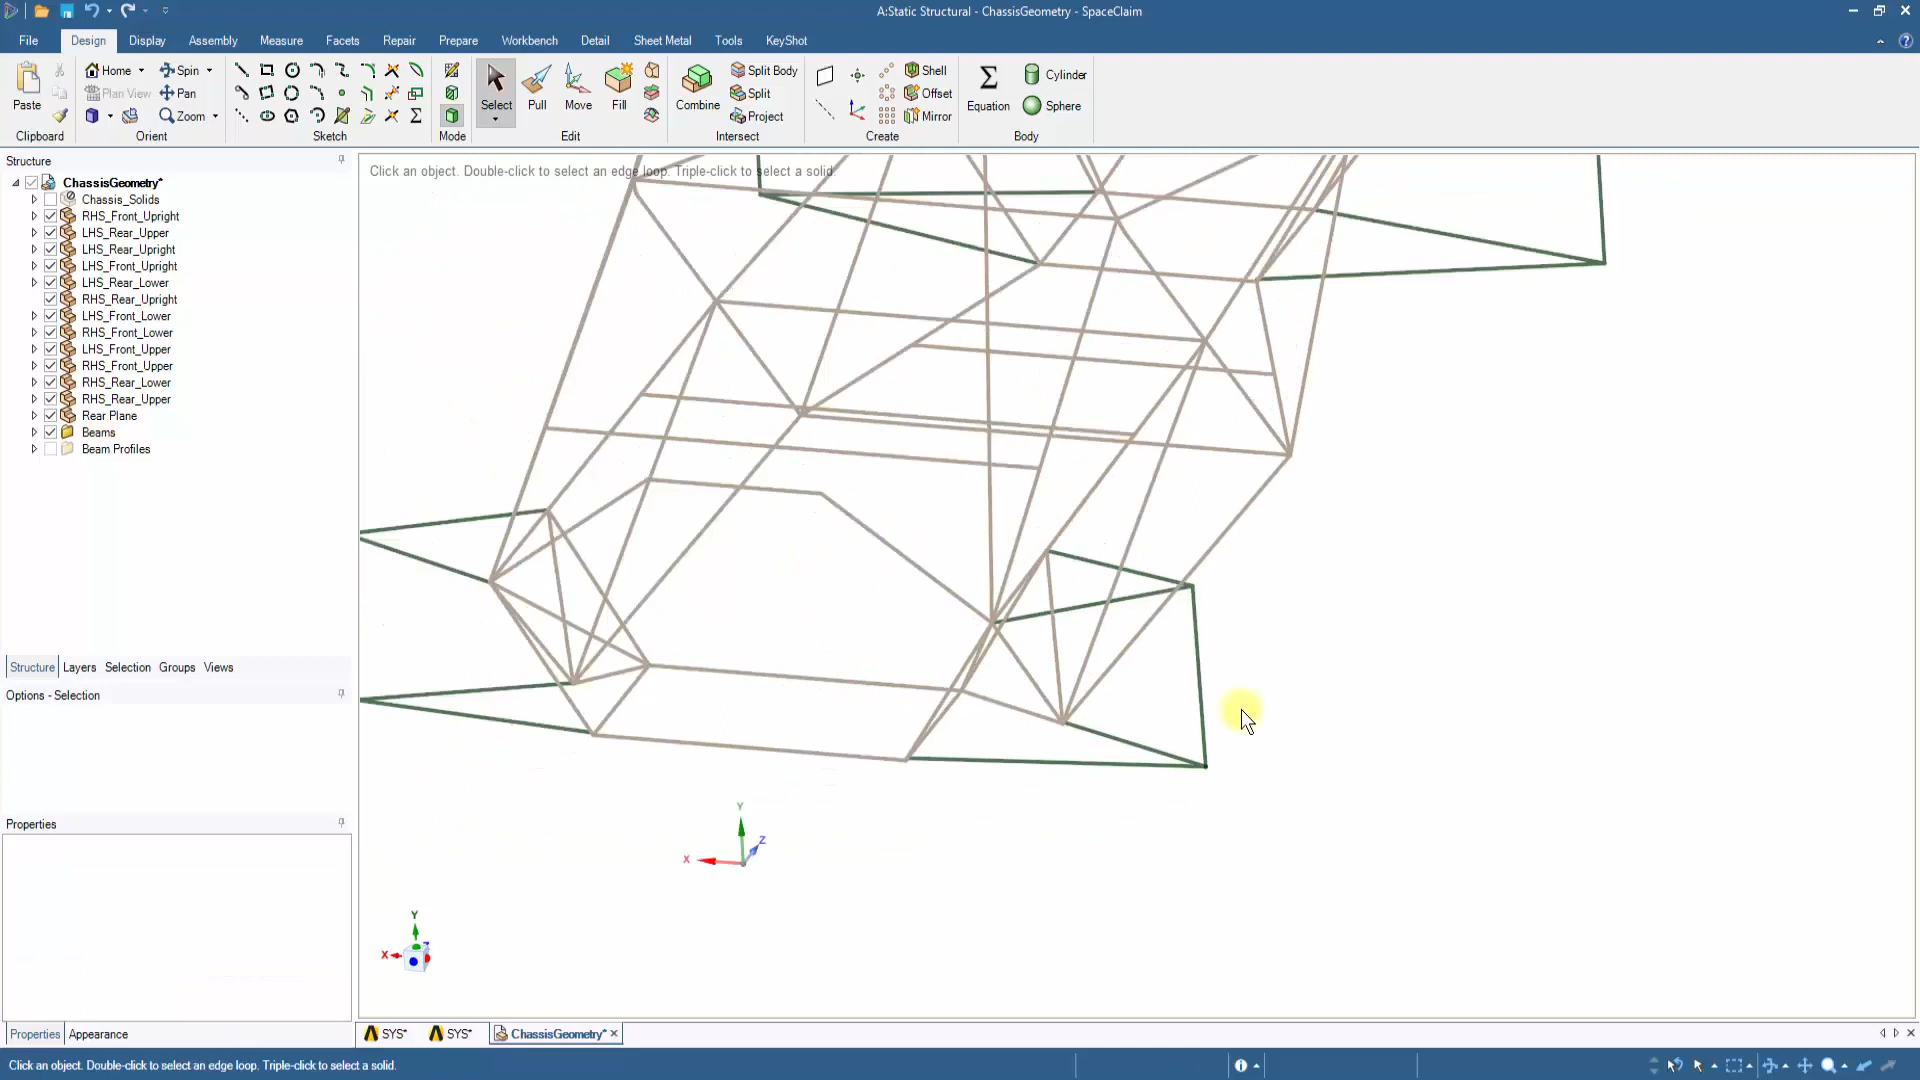 A:Static Structural - ChassisGeometry - SpaceClaim
File Design Display Assembly Measure Facets Repair Prepare Workbench Detail Sheet Metal Tools KeyShot
Paste
Clipboard
Home
Spin
Plan View
Pan
Zoom
Orient
Sketch
Mode
Select
Pull
Move
Fill
Edit
Combine
Split Body
Split
Project
Intersect
Shell
Offset
Mirror
Create
Equation
Cylinder
Sphere
Body
Structure
ChassisGeometry*
Chassis_Solids
RHS_Front_Upright
LHS_Rear_Upper
LHS_Rear_Upright
LHS_Front_Upright
LHS_Rear_Lower
RHS_Rear_Upright
LHS_Front_Lower
RHS_Front_Lower
LHS_Front_Upper
RHS_Front_Upper
RHS_Rear_Lower
RHS_Rear_Upper
Rear Plane
Beams
Beam Profiles
Structure Layers Selection Groups Views
Options - Selection
Properties
Properties Appearance
Click an object. Double-click to select an edge loop. Triple-click to select a solid.
Y
Z
X
Y
X
SYS* SYS* ChassisGeometry*
Click an object. Double-click to select an edge loop. Triple-click to select a solid.